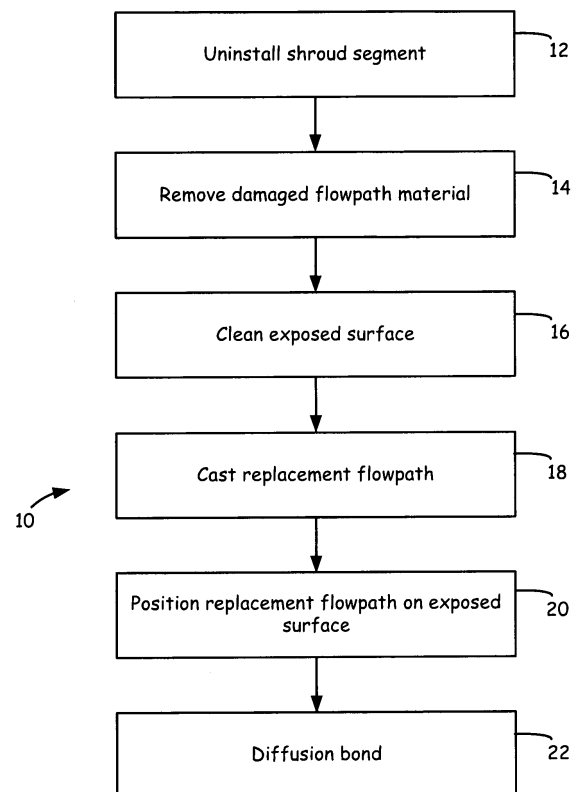 Uninstall shroud segment
12
Remove damaged flowpath material
14
Clean exposed surface
16
Cast replacement flowpath
18
10
Position replacement flowpath on exposed
surface
20
Diffusion bond
22